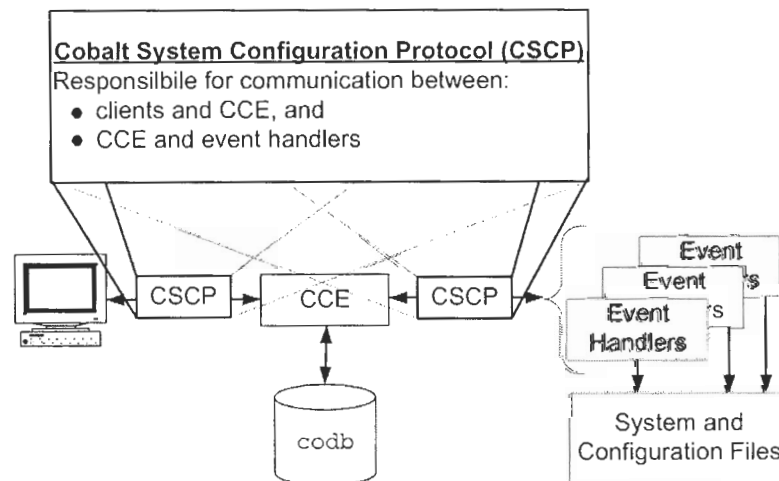 Cobalt System Configuration Protocol (CSCP)
Responsilbile for communication between:
● clients and CCE, and
● CCE and event handlers
CSCP
CCE
CSCP
Event
s
Event
rs
Event
Handlers
codb
System and
Configuration Files